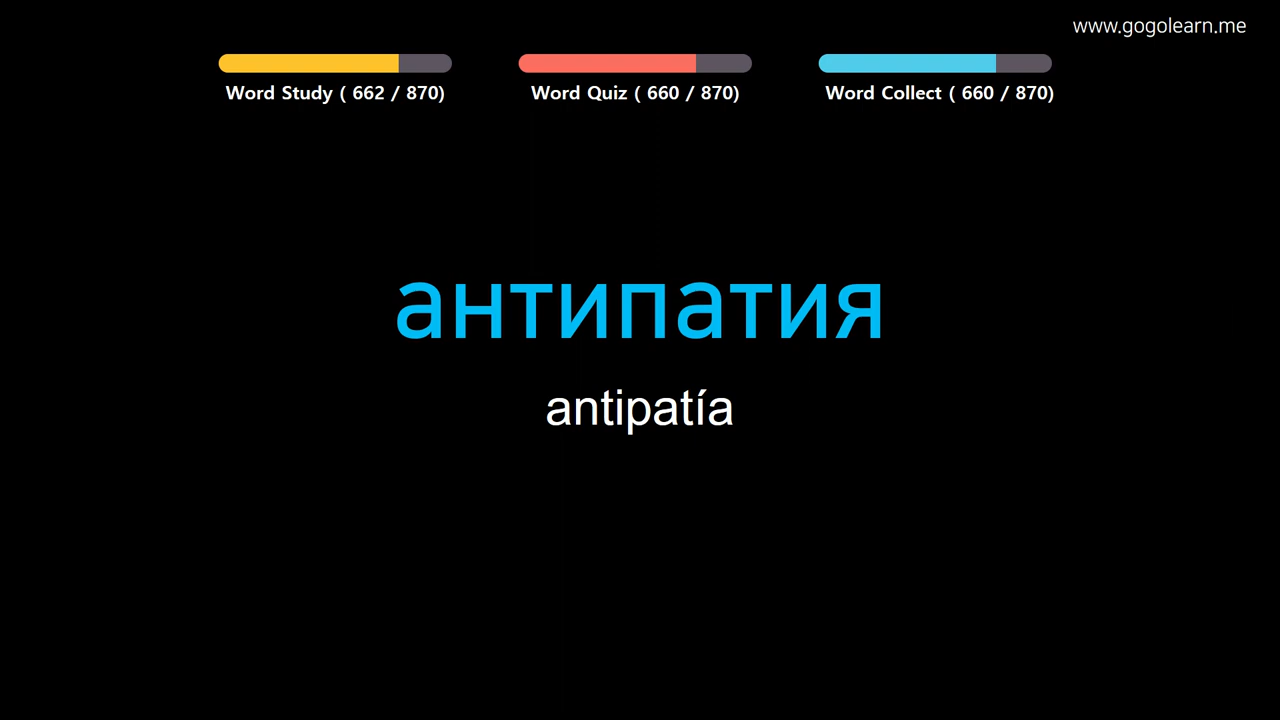 www.gogolearn.me
Word Study ( 662 / 870)
Word Quiz ( 660 / 870)
Word Collect ( 660 / 870)
антипатия
antipatía